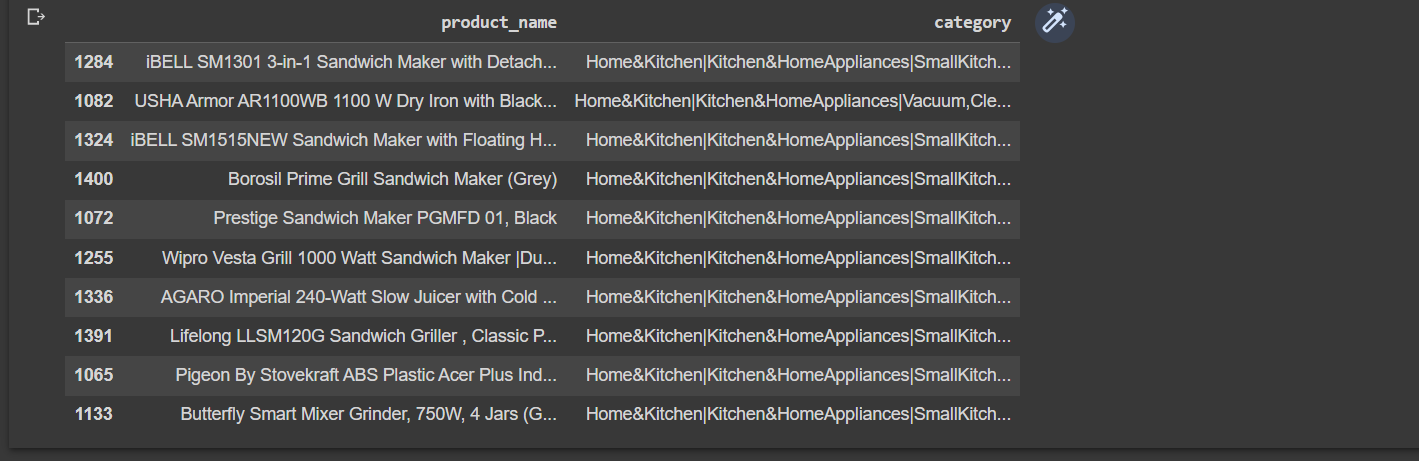 product_name category
1284 iBELL SM1301 3-in-1 Sandwich Maker with Detach... Home&Kitchen|Kitchen&HomeAppliances|SmallKitch...
1082 USHA Armor AR1100WB 1100 W Dry Iron with Black... Home&Kitchen|Kitchen&HomeAppliances|Vacuum,Cle...
1324 iBELL SM1515NEW Sandwich Maker with Floating H... Home&Kitchen|Kitchen&HomeAppliances|SmallKitch...
1400 Borosil Prime Grill Sandwich Maker (Grey) Home&Kitchen|Kitchen&HomeAppliances|SmallKitch...
1072 Prestige Sandwich Maker PGMFD 01, Black Home&Kitchen|Kitchen&HomeAppliances|SmallKitch...
1255 Wipro Vesta Grill 1000 Watt Sandwich Maker |Du... Home&Kitchen|Kitchen&HomeAppliances|SmallKitch...
1336 AGARO Imperial 240-Watt Slow Juicer with Cold ... Home&Kitchen|Kitchen&HomeAppliances|SmallKitch...
1391 Lifelong LLSM120G Sandwich Griller , Classic P... Home&Kitchen|Kitchen&HomeAppliances|SmallKitch...
1065 Pigeon By Stovekraft ABS Plastic Acer Plus Ind... Home&Kitchen|Kitchen&HomeAppliances|SmallKitch...
1133 Butterfly Smart Mixer Grinder, 750W, 4 Jars (G... Home&Kitchen|Kitchen&HomeAppliances|SmallKitch...